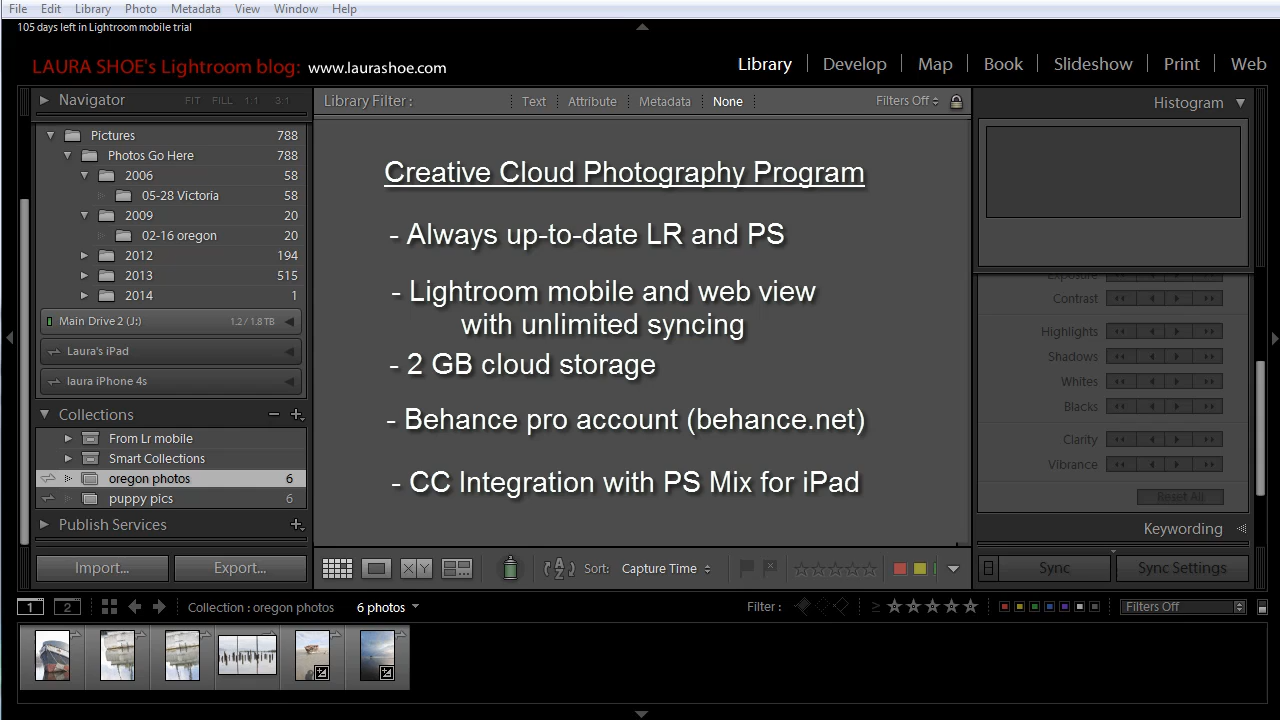 File Edit Library Photo Metadata View Window Help
105 days left in Lightroom mobile trial
LAURA SHOE's Lightroom blog: www.laurashoe.com
Library Develop Map Book Slideshow Print Web
Navigator FIT FILL 1:1 3:1
Library Filter: Text Attribute Metadata None Filters Off
Histogram
Pictures 788
Photos Go Here 788
2006 58
05-28 Victoria 58
2009 20
02-16 oregon 20
2012 194
2013 515
2014 1
Main Drive 2 (J:) 1.2 / 1.8 TB
Laura's iPad
laura iPhone 4s
Collections
From Lr mobile
Smart Collections
oregon photos 6
puppy pics 6
Publish Services
Import... Export...
Creative Cloud Photography Program
- Always up-to-date LR and PS
- Lightroom mobile and web view
with unlimited syncing
- 2 GB cloud storage
- Behance pro account (behance.net)
- CC Integration with PS Mix for iPad
Exposure
Contrast
Highlights
Shadows
Whites
Blacks
Clarity
Vibrance
Reset All
Keywording
XY AZ Sort: Capture Time
Sync Sync Settings
1 2 Collection : oregon photos 6 photos Filter : ≥ Filters Off